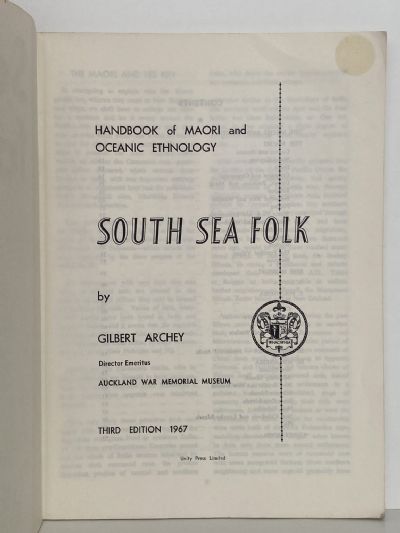 HANDBOOK of MAORI and
OCEANIC ETHNOLOGY
SOUTH SEA FOLK
by
GILBERT ARCHEY
Director Emeritus
AUCKLAND WAR MEMORIAL MUSEUM
THIRD EDITION 1967
Unity Press Limited